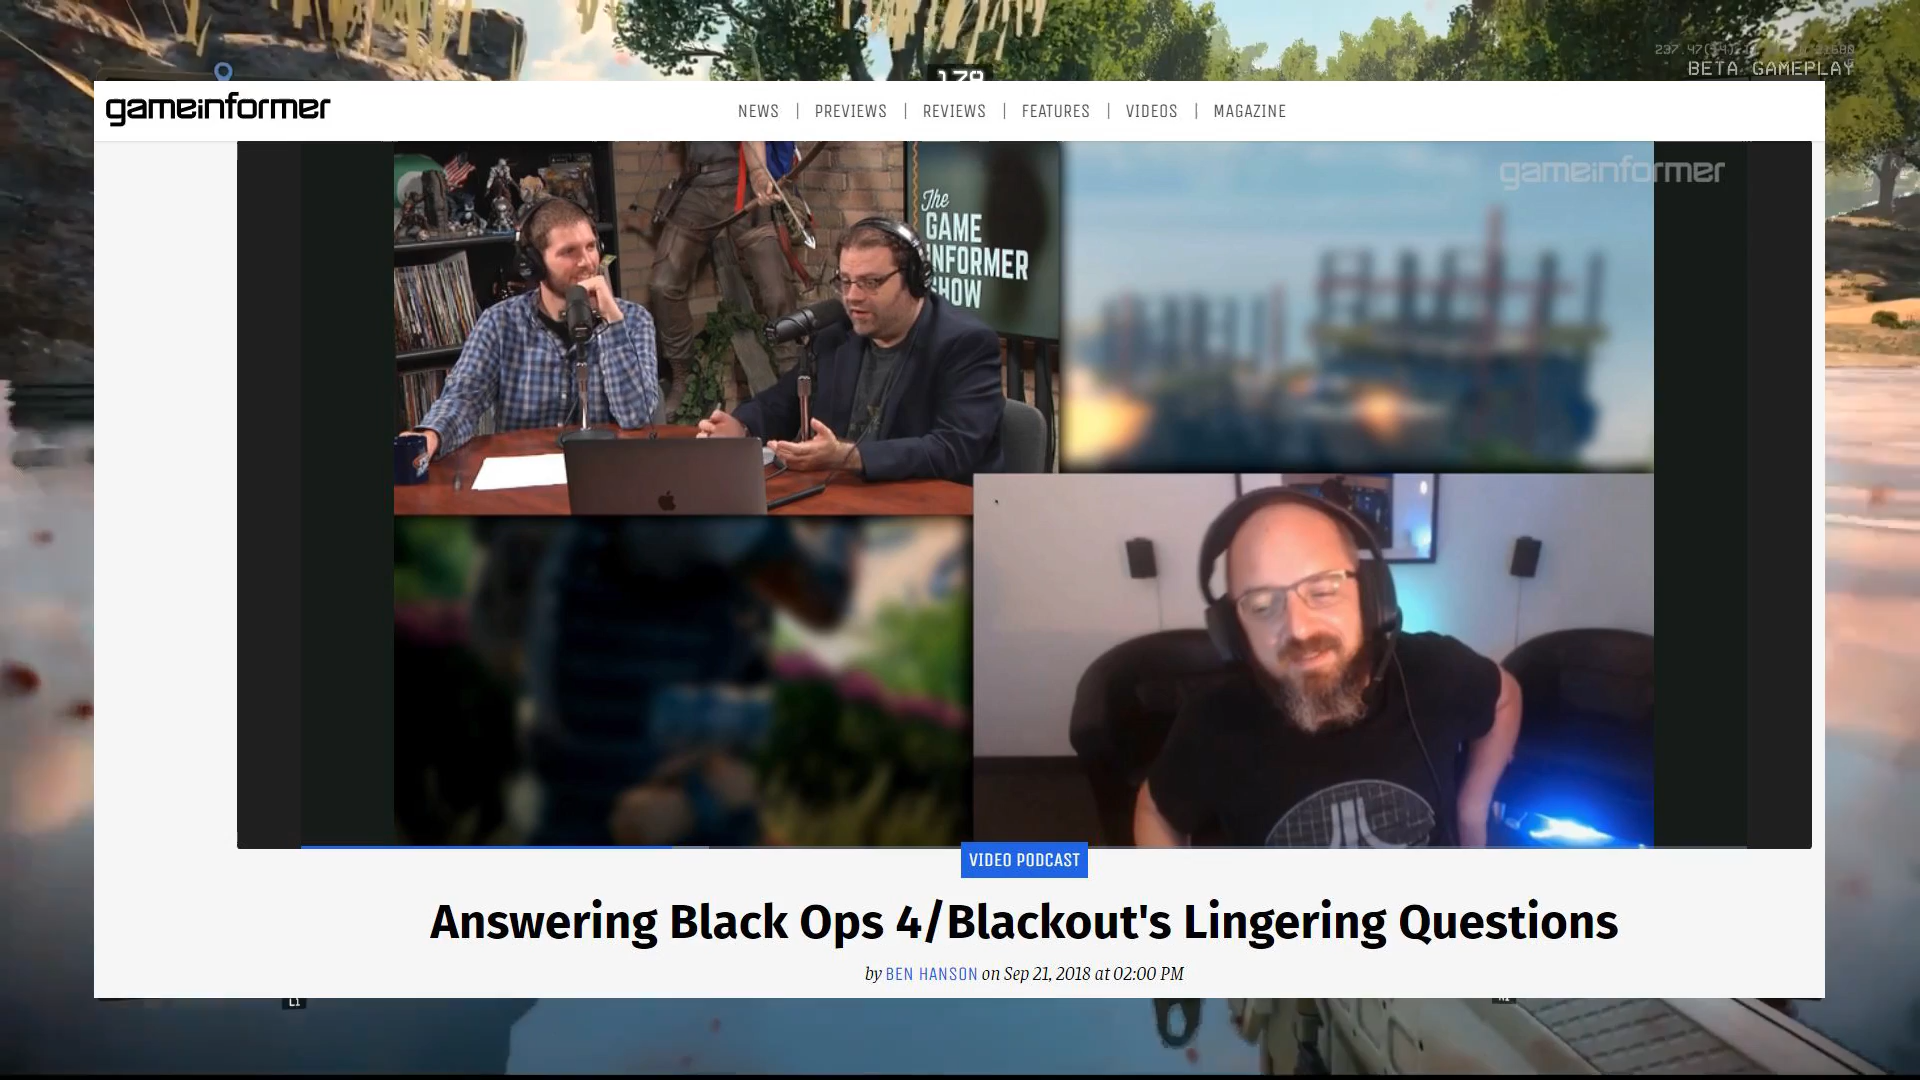 BETA GAMEPLAY
gameinformer
NEWS | PREVIEWS | REVIEWS | FEATURES | VIDEOS | MAGAZINE
gameinformer
The
GAME
INFORMER
SHOW
VIDEO PODCAST
Answering Black Ops 4/Blackout's Lingering Questions
by BEN HANSON on Sep 21, 2018 at 02:00 PM
L1